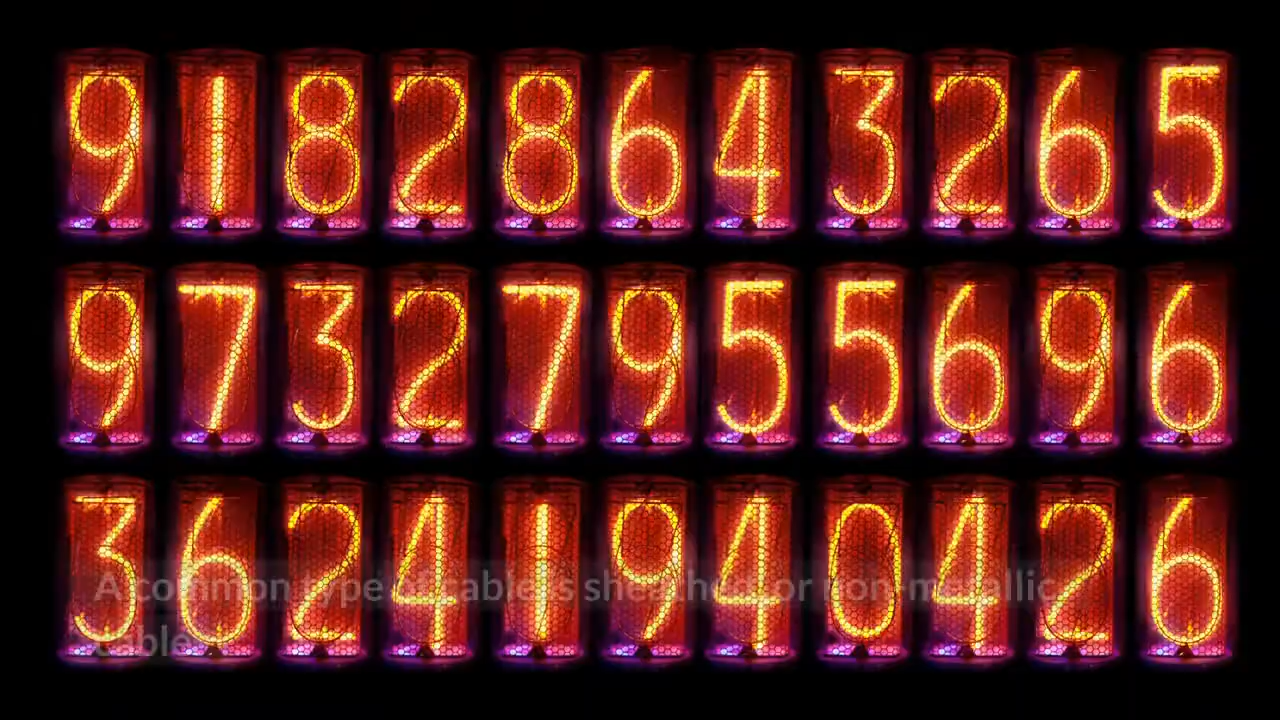 91828643265
97327955696
36241940426
A common type of cable is sheathed or non-metallic
cable.